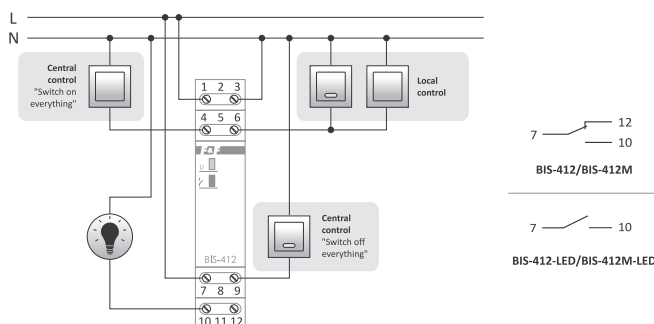 L
N
Central
control
"Switch on
everything"
1 2 3
4 5 6
F&F
U
Local
control
Central
control
"Switch off
everything"
BIS-412
7 8 9
10 11 12
7
12
10
BIS-412/BIS-412M
7
10
BIS-412-LED/BIS-412M-LED